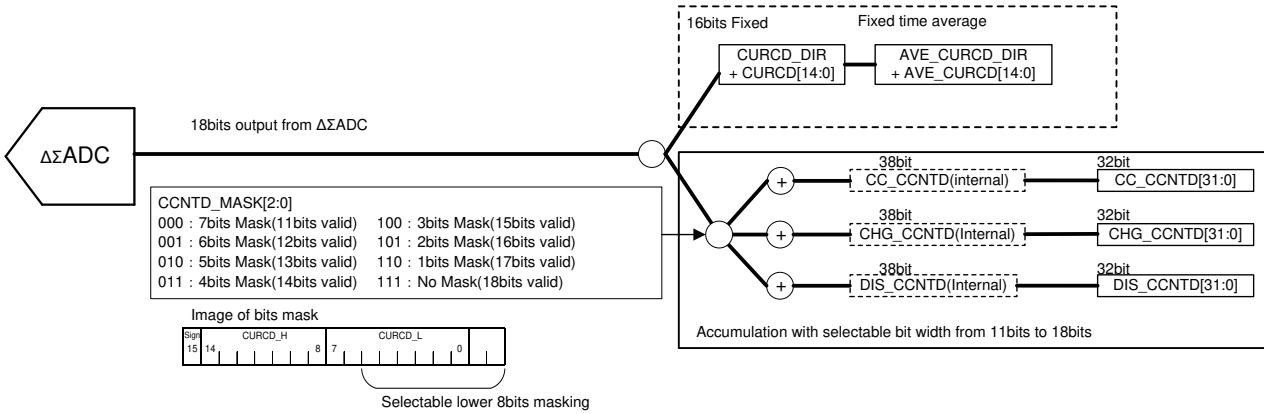 16bits Fixed
Fixed time average
CURCD_DIR
+ CURCD[14:0]
AVE_CURCD_DIR
+ AVE_CURCD[14:0]
18bits output from ΔΣADC
ΔΣADC
38bit
32bit
CC_CCNTD(internal)
CC_CCNTD[31:0]
+
CCNTD_MASK[2:0]
000 : 7bits Mask(11bits valid) 100 : 3bits Mask(15bits valid)
001 : 6bits Mask(12bits valid) 101 : 2bits Mask(16bits valid)
010 : 5bits Mask(13bits valid) 110 : 1bits Mask(17bits valid)
011 : 4bits Mask(14bits valid) 111 : No Mask(18bits valid)
38bit
32bit
+
CHG_CCNTD(Internal)
CHG_CCNTD[31:0]
38bit
32bit
+
DIS_CCNTD(Internal)
DIS_CCNTD[31:0]
Accumulation with selectable bit width from 11bits to 18bits
Image of bits mask
Sign CURCD_H CURCD_L
15 14 8 7 0
Selectable lower 8bits masking